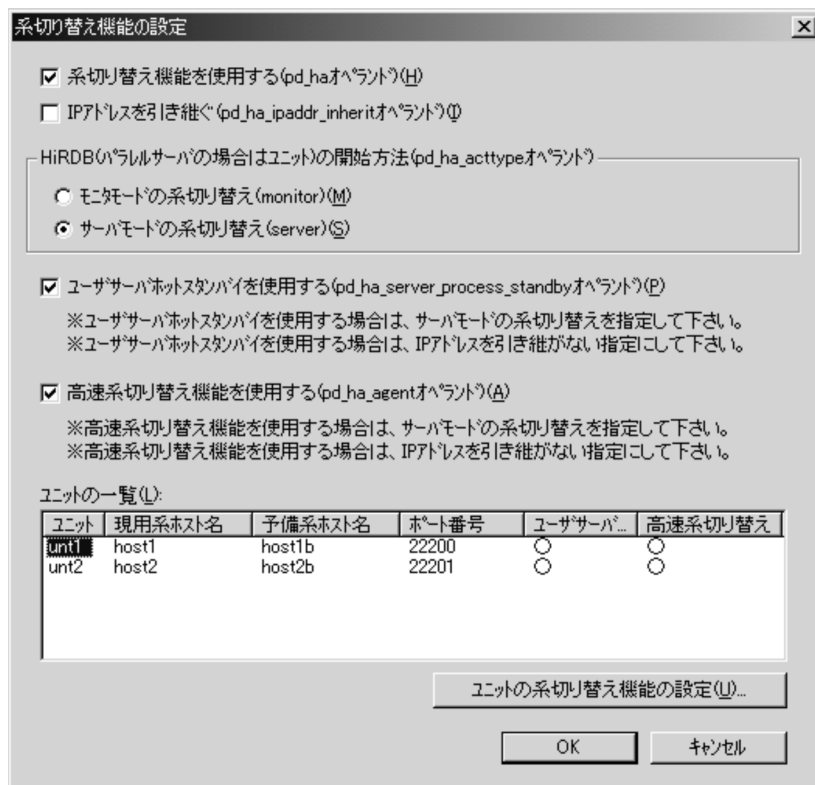 系切り替え機能の設定
系切り替え機能を使用する(pd_haｵﾍﾟﾗﾝﾄﾞ)(H)
IPｱﾄﾞﾚｽを引き継ぐ(pd_ha_ipaddr_inheritｵﾍﾟﾗﾝﾄﾞ)(I)
HiRDB(ﾊﾟﾗﾚﾙｻｰﾊﾞの場合はﾕﾆｯﾄ)の開始方法(pd_ha_acttypeｵﾍﾟﾗﾝﾄﾞ)
ﾓﾆﾀﾓｰﾄﾞの系切り替え(monitor)(M)
ｻｰﾊﾞﾓｰﾄﾞの系切り替え(server)(S)
ﾕｰｻﾞｻｰﾊﾞﾎｯﾄｽﾀﾝﾊﾞｲを使用する(pd_ha_server_process_standbyｵﾍﾟﾗﾝﾄﾞ)(P)
※ﾕｰｻﾞｻｰﾊﾞﾎｯﾄｽﾀﾝﾊﾞｲを使用する場合は、ｻｰﾊﾞﾓｰﾄﾞの系切り替えを指定して下さい。
※ﾕｰｻﾞｻｰﾊﾞﾎｯﾄｽﾀﾝﾊﾞｲを使用する場合は、IPｱﾄﾞﾚｽを引き継がない指定にして下さい。
高速系切り替え機能を使用する(pd_ha_agentｵﾍﾟﾗﾝﾄﾞ)(A)
※高速系切り替え機能を使用する場合は、ｻｰﾊﾞﾓｰﾄﾞの系切り替えを指定して下さい。
※高速系切り替え機能を使用する場合は、IPｱﾄﾞﾚｽを引き継がない指定にして下さい。
ﾕﾆｯﾄの一覧(L):
ﾕﾆｯﾄ 現用系ﾎｽﾄ名 予備系ﾎｽﾄ名 ﾎﾟｰﾄ番号 ﾕｰｻﾞｻｰﾊﾞ... 高速系切り替え
unt1 host1 host1b 22200 ○ ○
unt2 host2 host2b 22201 ○ ○
ﾕﾆｯﾄの系切り替え機能の設定(U)...
OK ｷｬﾝｾﾙ